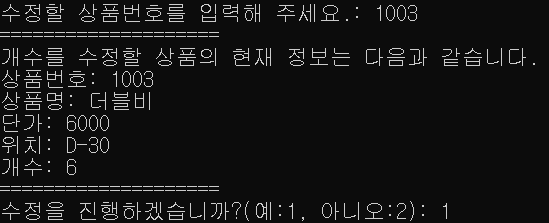 수정할 상품번호를 입력해 주세요.: 1003
====================
개수를 수정할 상품의 현재 정보는 다음과 같습니다.
상품번호: 1003
상품명: 더블비
단가: 6000
위치: D-30
개수: 6
====================
수정을 진행하겠습니까?(예:1, 아니오:2): 1